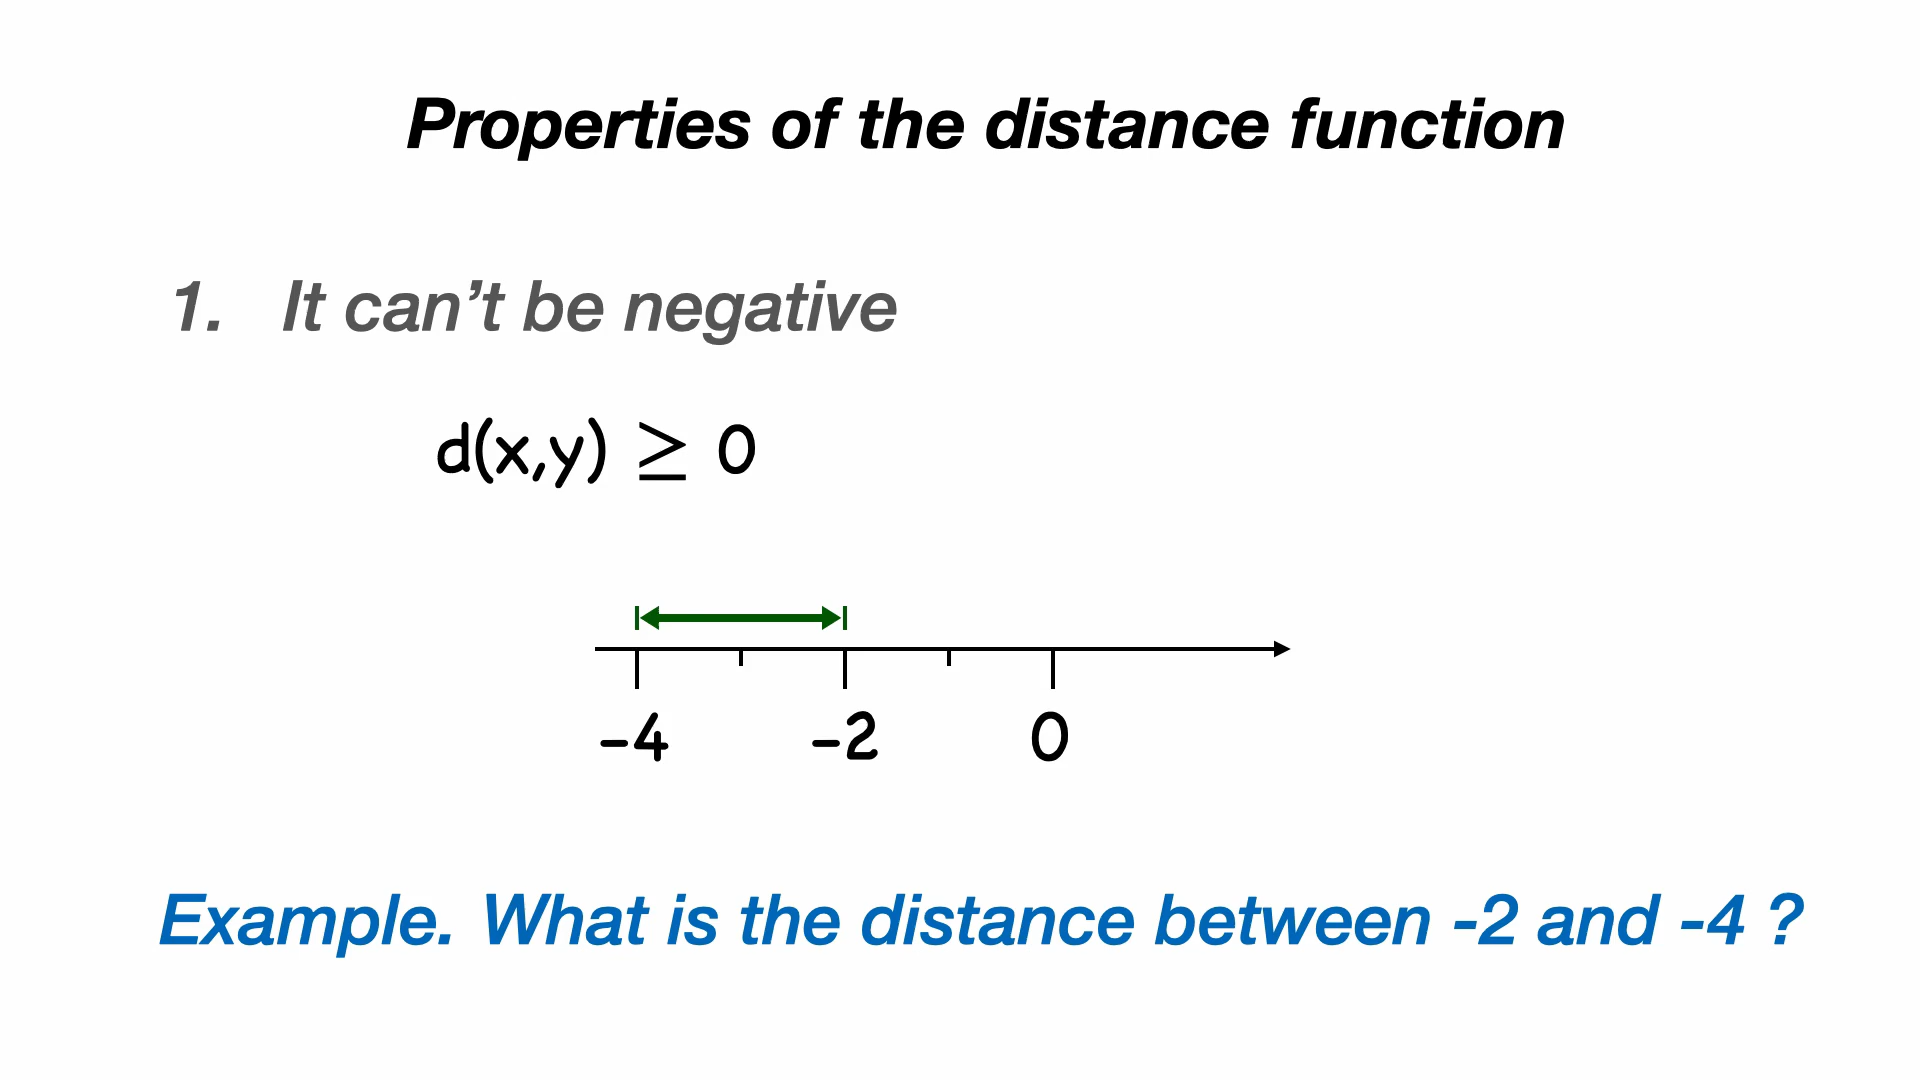 Properties of the distance function
1. It can’t be negative
d(x,y) ≥ 0
-4 -2 0
Example. What is the distance between -2 and -4 ?